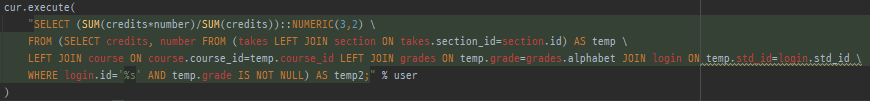 cur.execute(
"SELECT (SUM(credits*number)/SUM(credits))::NUMERIC(3,2) \
FROM (SELECT credits, number FROM (takes LEFT JOIN section ON takes.section_id=section.id) AS temp \
LEFT JOIN course ON course.course_id=temp.course_id LEFT JOIN grades ON temp.grade=grades.alphabet JOIN login ON temp.std_id=login.std_id \
WHERE login.id='%s' AND temp.grade IS NOT NULL) AS temp2;" % user
)